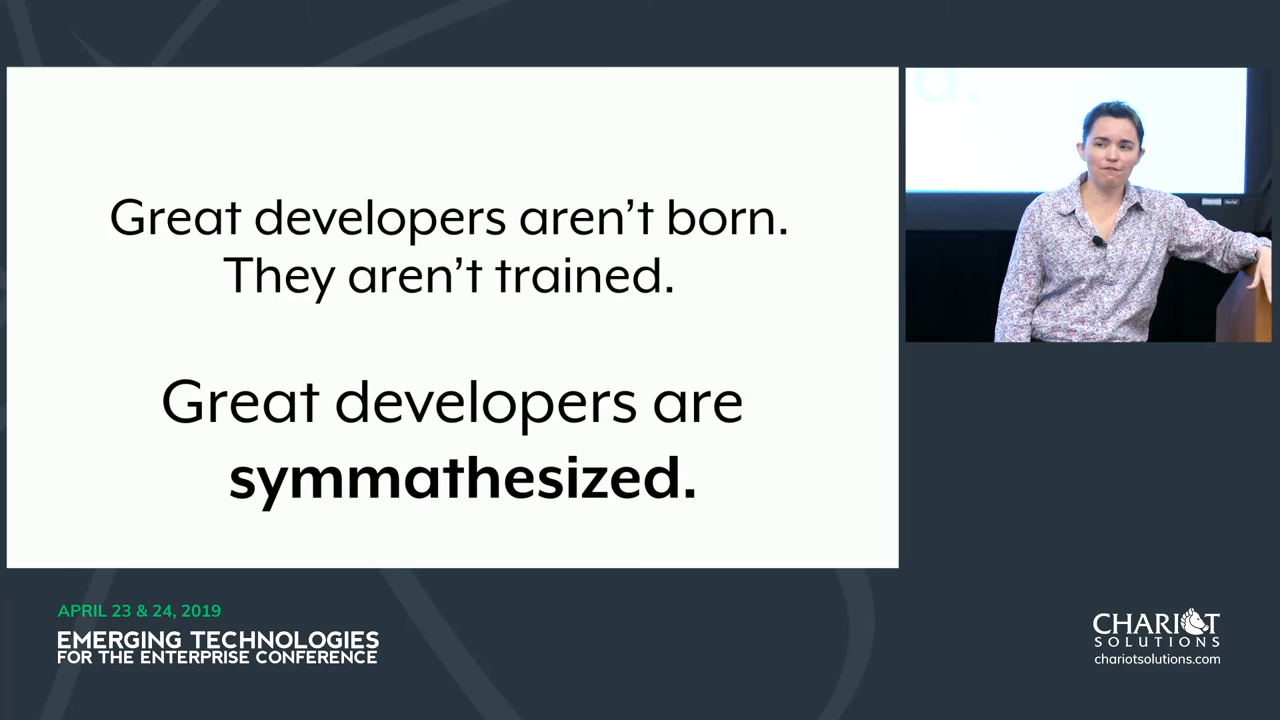 Great developers aren’t born.
They aren’t trained.
Great developers are
symmathesized.
d.
APRIL 23 & 24, 2019
EMERGING TECHNOLOGIES
FOR THE ENTERPRISE CONFERENCE
CHARIOT
SOLUTIONS
chariotsolutions.com